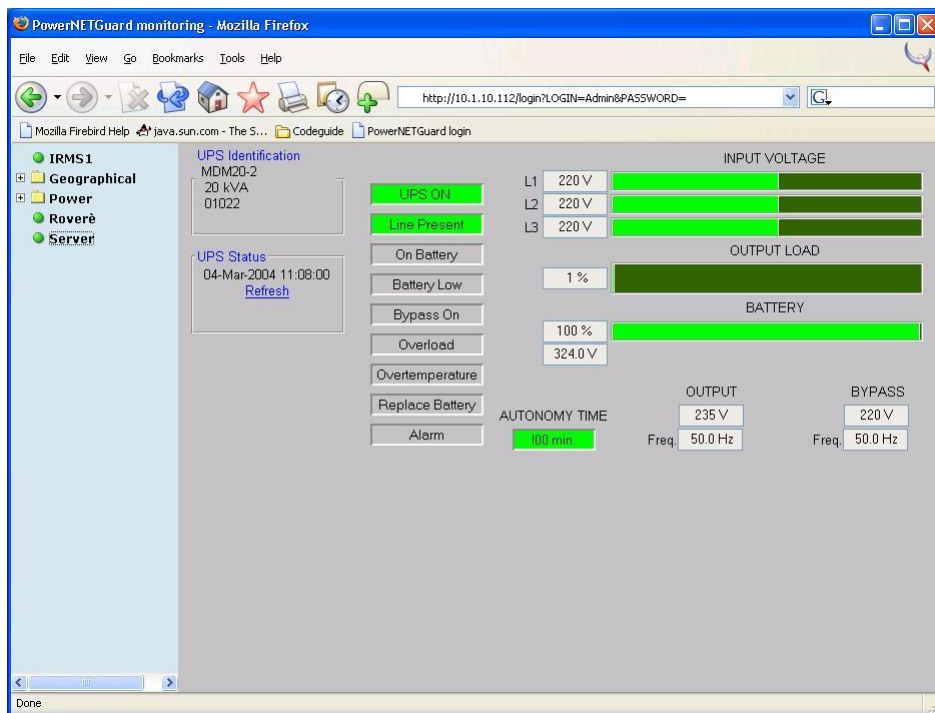 PowerNETGuard monitoring - Mozilla Firefox
File Edit View Go Bookmarks Tools Help
http://10.1.10.112/login?LOGIN=Admin&PASSWORD=
G
Mozilla Firebird Help java.sun.com - The S... Codeguide PowerNETGuard login
IRMS1
Geographical
Power
Roverè
Server
UPS Identification
MDM20-2
20 kVA
01022
UPS Status
04-Mar-2004 11:08:00
Refresh
UPS ON
Line Present
On Battery
Battery Low
Bypass On
Overload
Overtemperature
Replace Battery
Alarm
INPUT VOLTAGE
L1 220 V
L2 220 V
L3 220 V
OUTPUT LOAD
1 %
BATTERY
100 %
324.0 V
AUTONOMY TIME
!00 min.
OUTPUT
235 V
Freq. 50.0 Hz
BYPASS
220 V
Freq. 50.0 Hz
Done